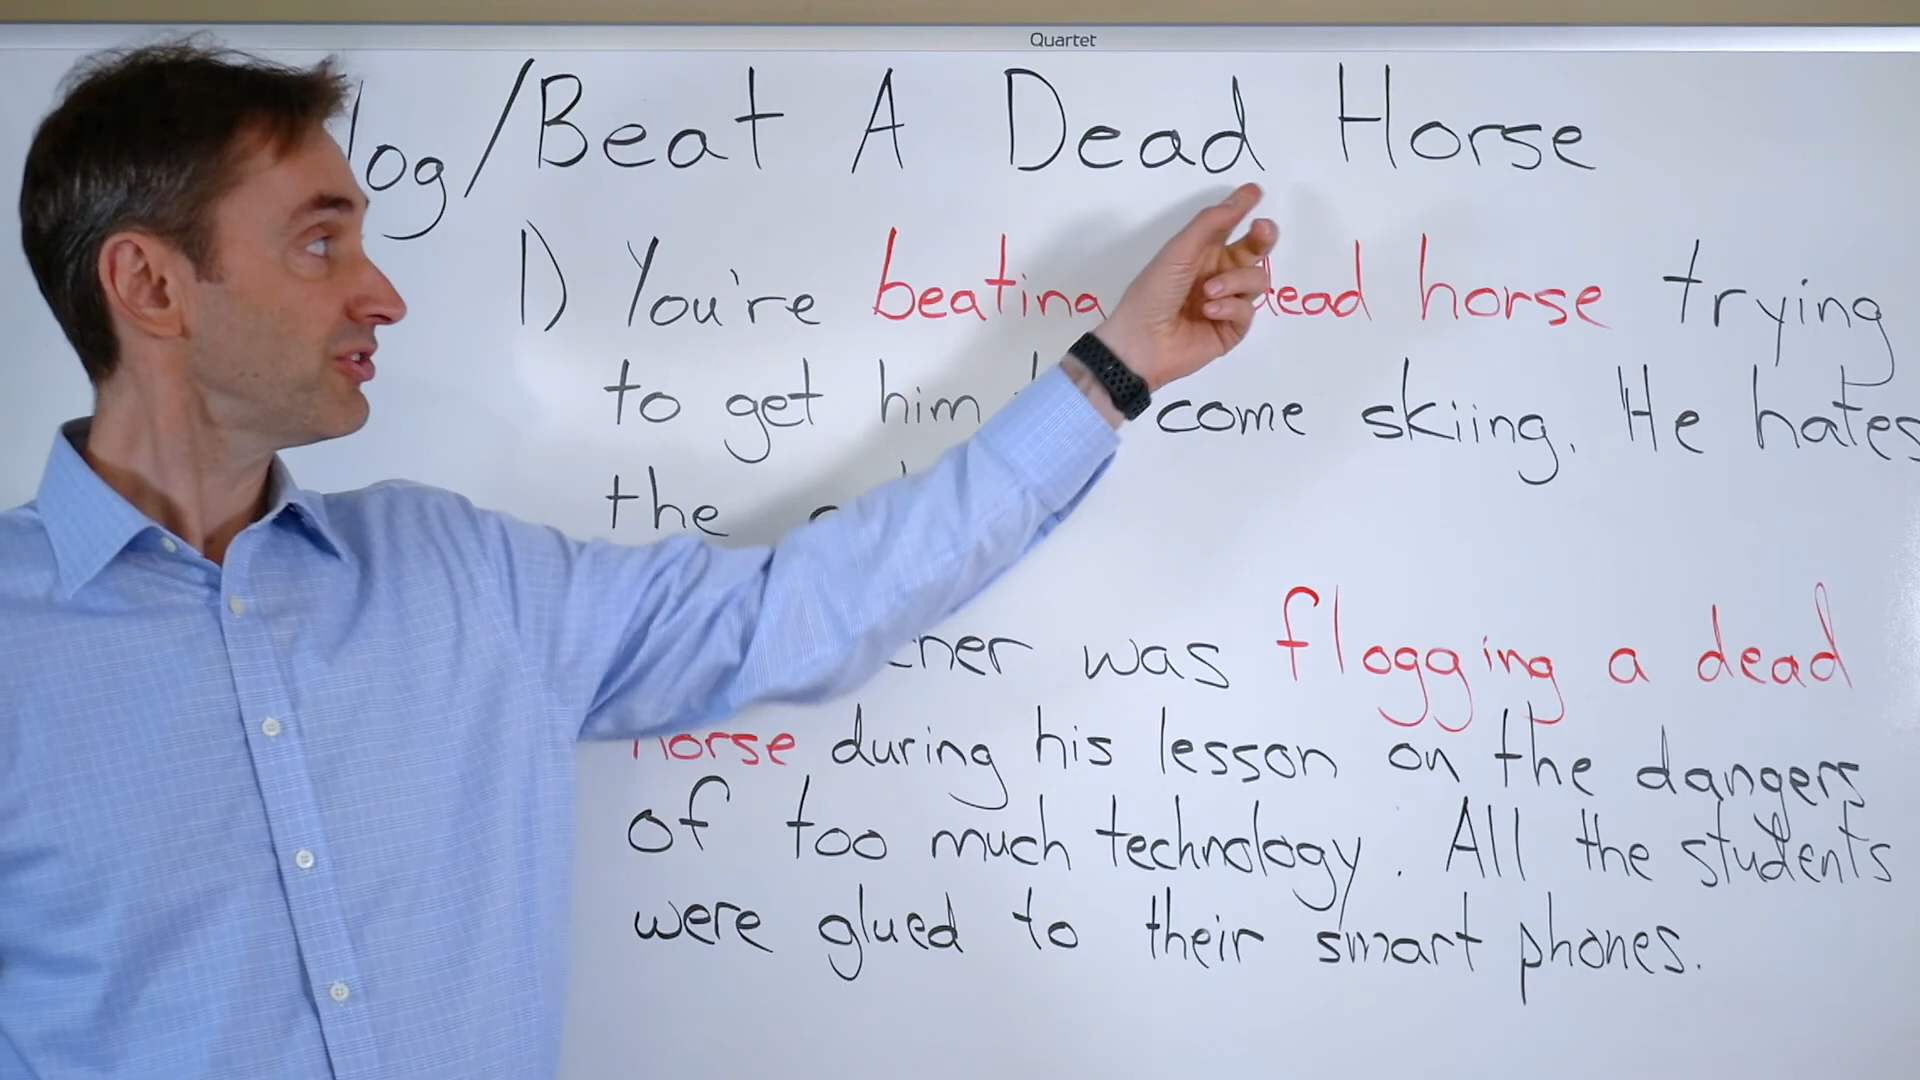 Quartet
log/Beat A Dead Horse
1) You're beating dead horse trying
to get him come skiing. He hates
the
was flogging a dead
horse during his lesson on the dangers
of too much technology. All the students
were glued to their smart phones.